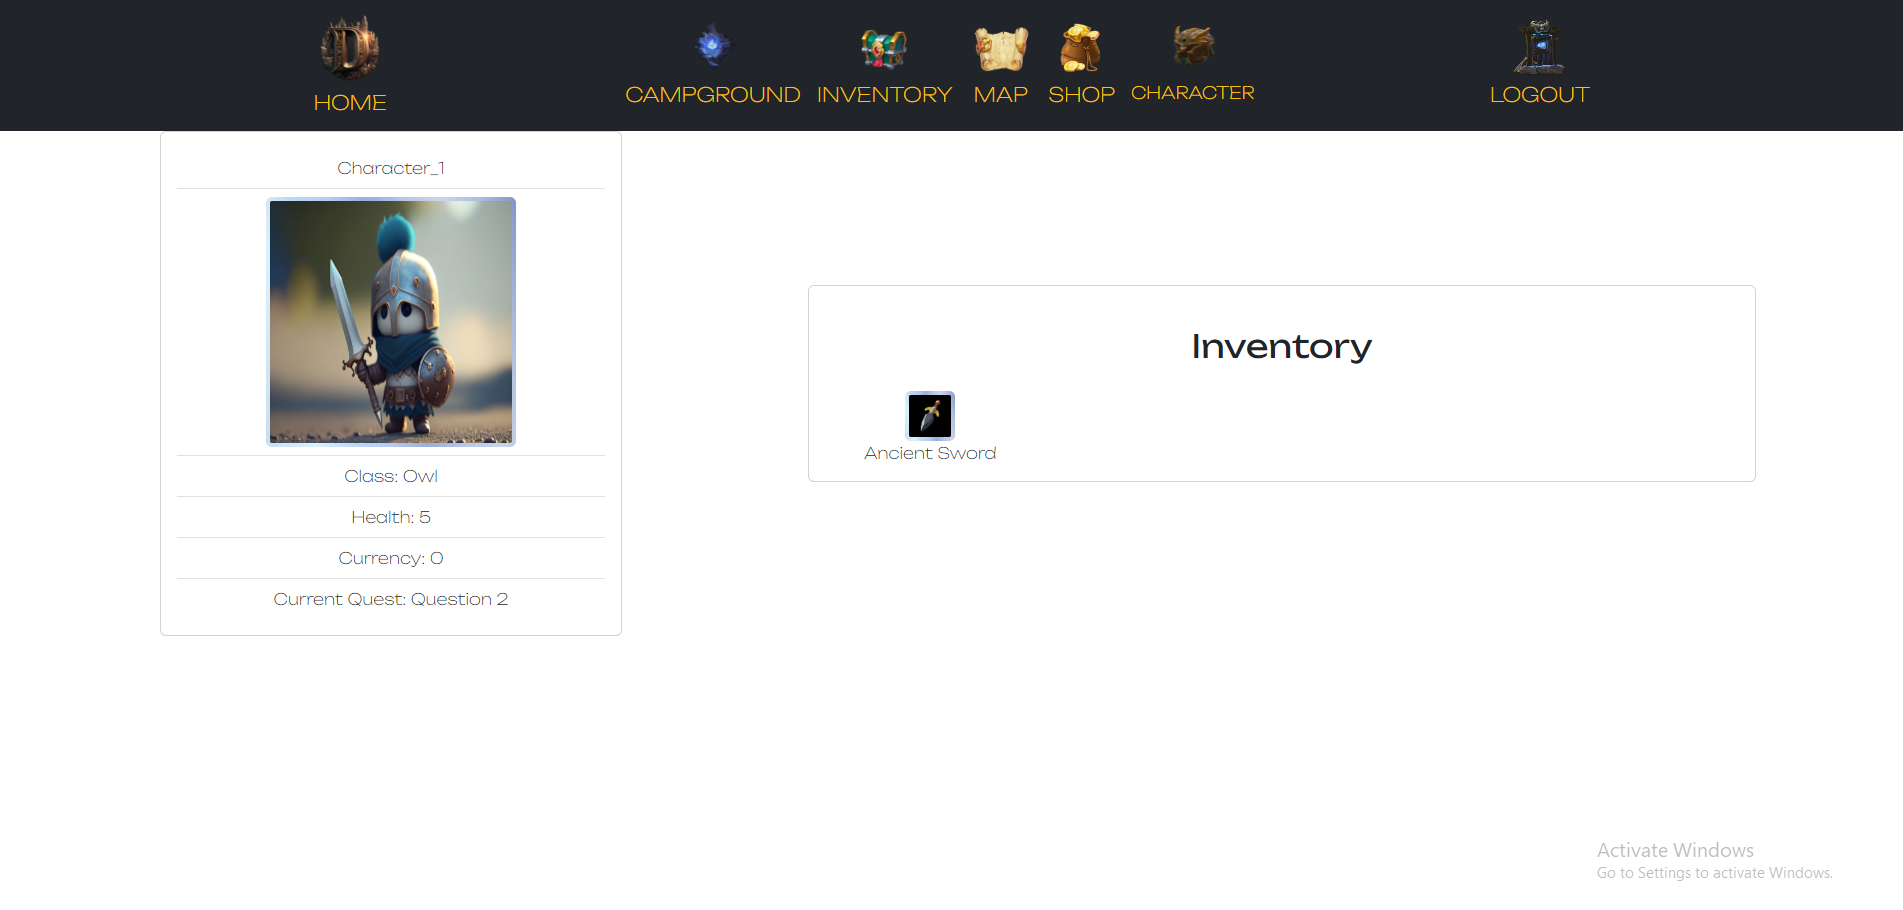 HOME
CAMPGROUND
INVENTORY
MAP
SHOP
CHARACTER
LOGOUT
Character_1
Class: Owl
Health: 5
Currency: 0
Current Quest: Question 2
Inventory
Ancient Sword
Activate Windows
Go to Settings to activate Windows.